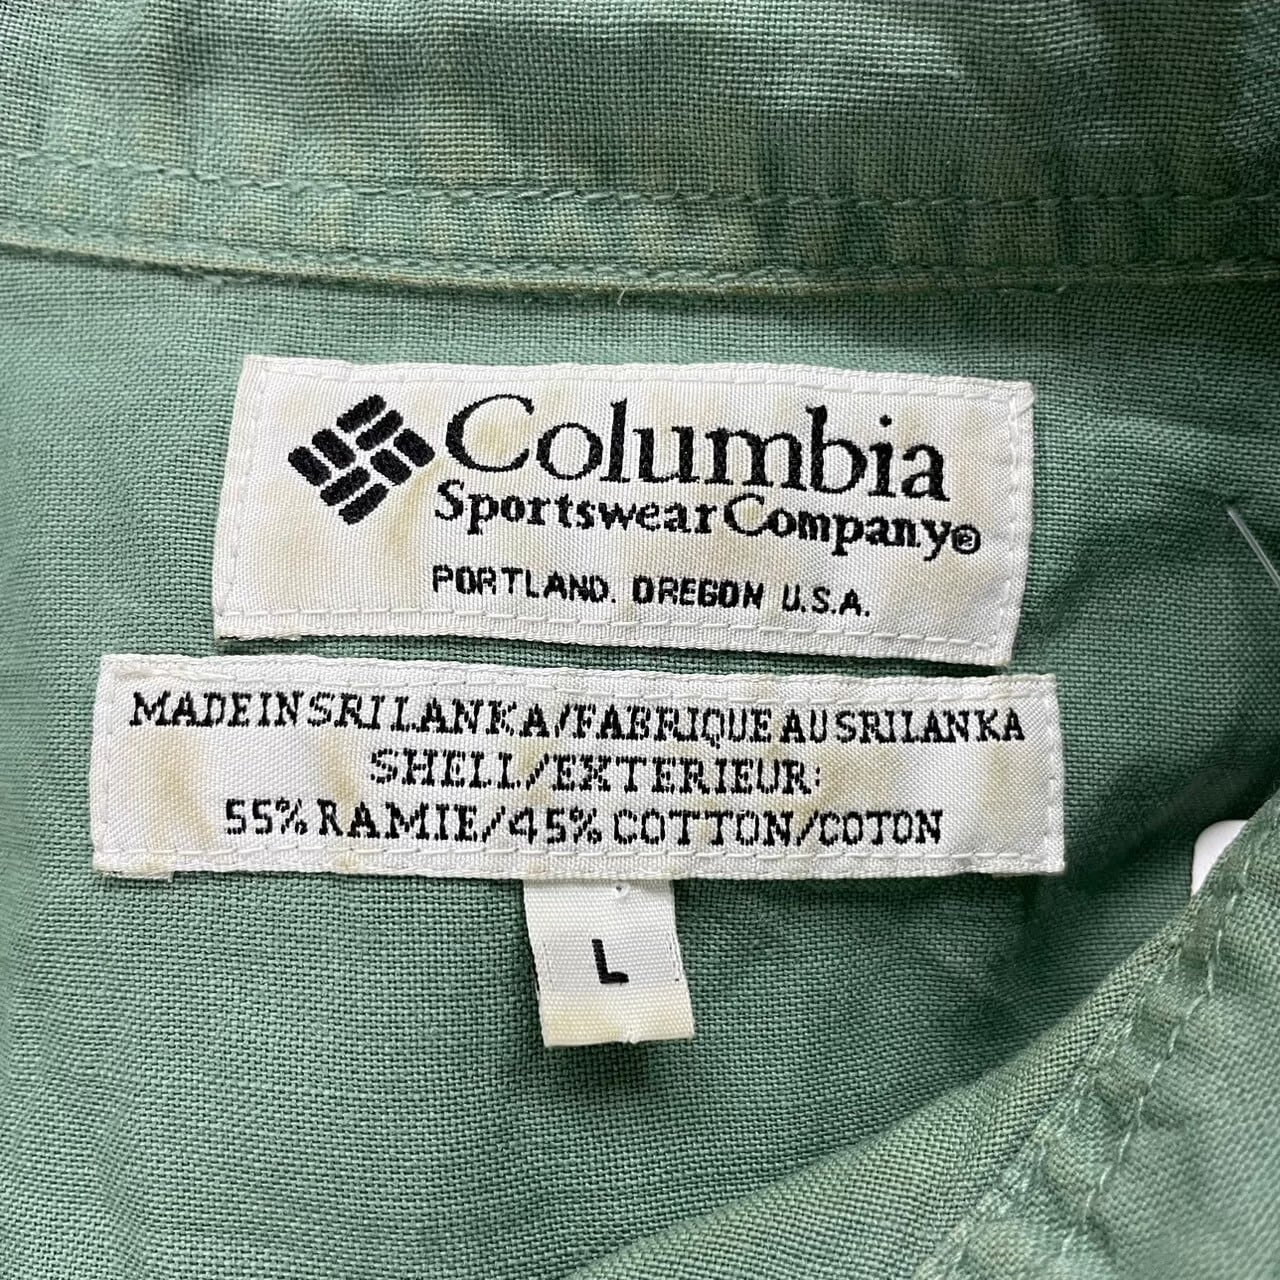 Columbia
Sportswear Company®
PORTLAND. OREGON U.S.A.
MADE IN SRI LANKA/FABRIQUE AU SRI LANKA
SHELL/EXTERIEUR:
55% RAMIE/45% COTTON/COTON
L